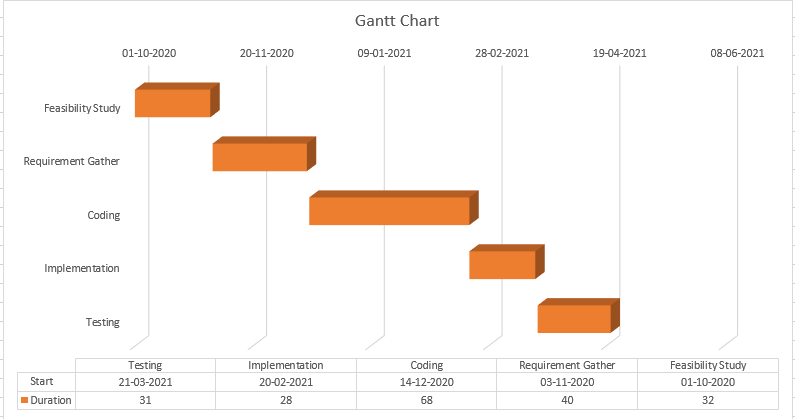 Gantt Chart
01-10-2020 20-11-2020 09-01-2021 28-02-2021 19-04-2021 08-06-2021
Feasibility Study
Requirement Gather
Coding
Implementation
Testing
Testing Implementation Coding Requirement Gather Feasibility Study
Start 21-03-2021 20-02-2021 14-12-2020 03-11-2020 01-10-2020
Duration 31 28 68 40 32